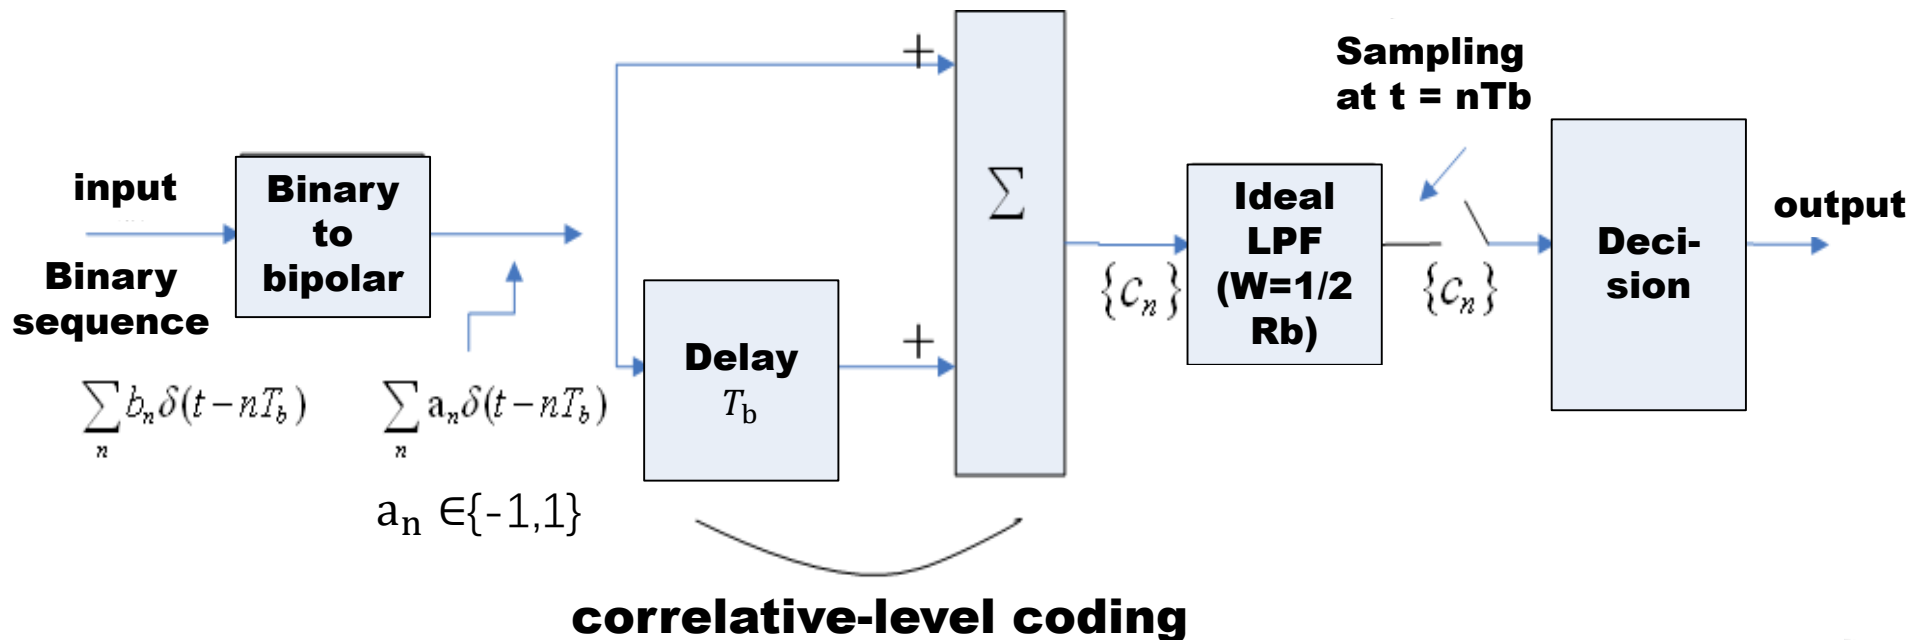 input
Binary
sequence
∑ b_n δ(t − nT_b)
n
Binary
to
bipolar
∑ a_n δ(t − nT_b)
n
a_n ∈{-1,1}
+
+
Delay
T_b
∑
{c_n}
Ideal
LPF
(W=1/2
Rb)
Sampling
at t = nTb
{c_n}
Deci-
sion
output
correlative-level coding